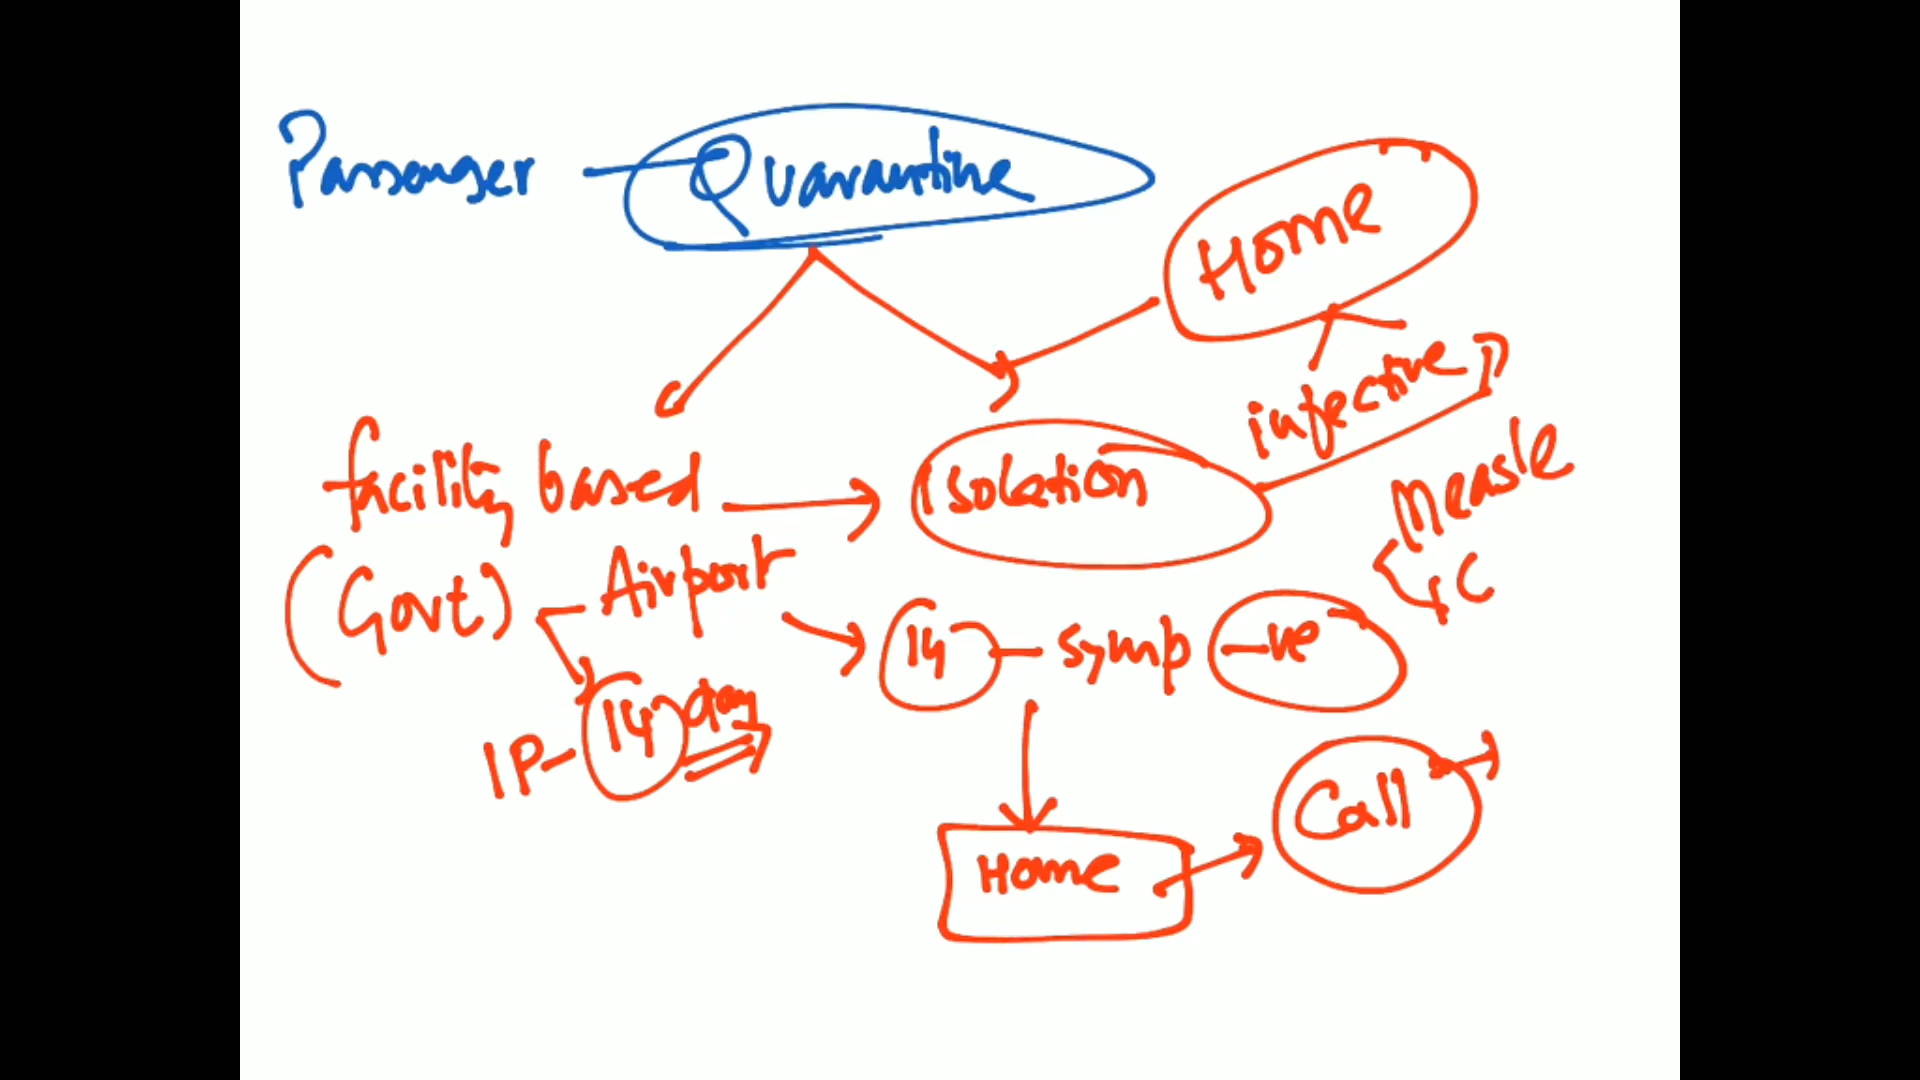 Passenger - Quarantine
Home
infective P
facility based → Isolation
Measle
(Govt) - Airport
14 - symp -ve
IP - 14 day
Home → Call →